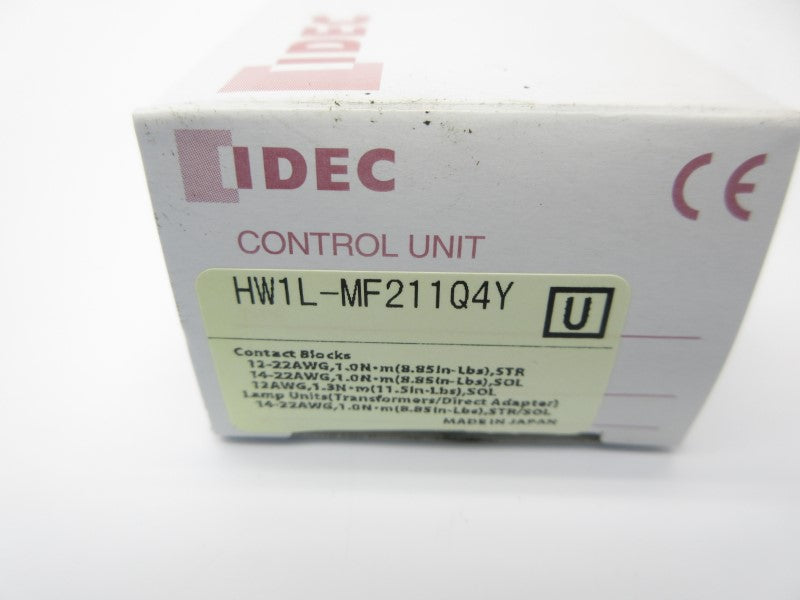 IDEC
IDEC
CE
CONTROL UNIT
HW1L-MF211Q4Y
U
Contact Blocks
12-22AWG,1.0N·m(8.85in-Lbs),STR
14-22AWG,1.0N·m(8.85in-Lbs),SOL
12AWG,1.3N·m(11.5in-Lbs),SOL
Lamp Units(Transformers/Direct Adapter)
14-22AWG,1.0N·m(8.85in-Lbs),STR/SOL
MADE IN JAPAN